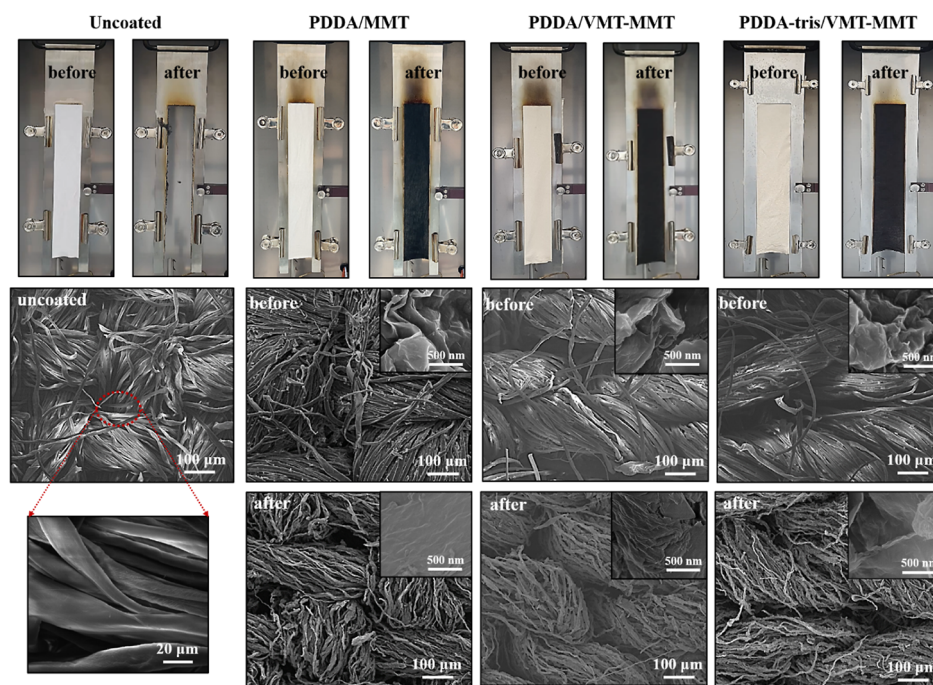 Uncoated
PDDA/MMT
PDDA/VMT-MMT
PDDA-tris/VMT-MMT
before
after
before
after
before
after
before
after
uncoated
100 µm
before
500 nm
100 µm
before
500 nm
100 µm
before
500 nm
100 µm
20 µm
after
500 nm
100 µm
after
500 nm
100 µm
after
500 nm
100 µm